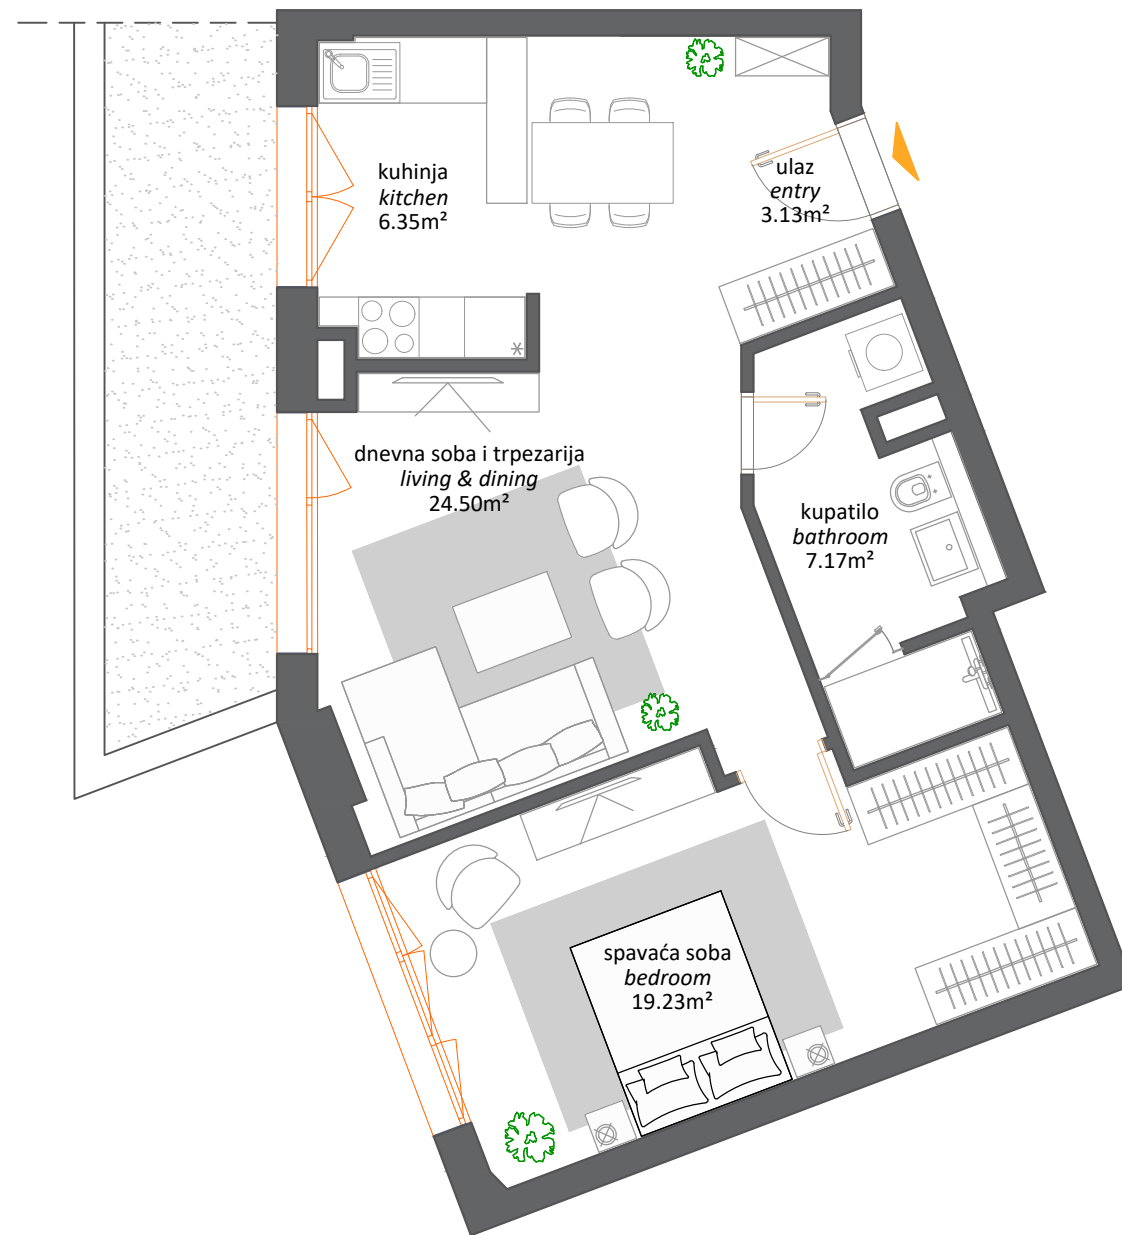 kuhinja
kitchen
6.35m²
ulaz
entry
3.13m²
dnevna soba i trpezarija
living & dining
24.50m²
kupatilo
bathroom
7.17m²
spavaća soba
bedroom
19.23m²